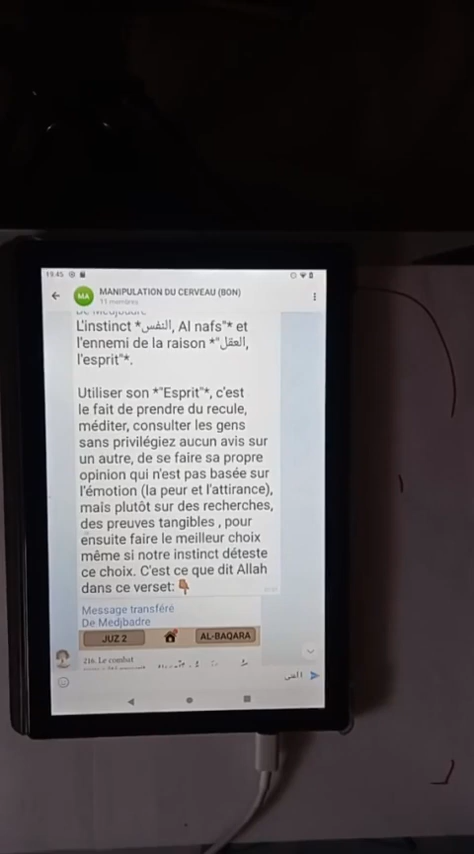 19:45
MA
MANIPULATION DU CERVEAU (BON)
11 membres
De Medjbadre
L'instinct *النفس, Al nafs"* et
l'ennemi de la raison *"العقل,
l'esprit"*.
Utiliser son *"Esprit"*, c'est
le fait de prendre du recule,
méditer, consulter les gens
sans privilégiez aucun avis sur
un autre, de se faire sa propre
opinion qui n'est pas basée sur
l'émotion (la peur et l'attirance),
mais plutôt sur des recherches,
des preuves tangibles , pour
ensuite faire le meilleur choix
même si notre instinct déteste
ce choix. C'est ce que dit Allah
dans ce verset: 👇🏾
Message transféré
De Medjbadre
JUZ 2
AL-BAQARA
216. Le combat